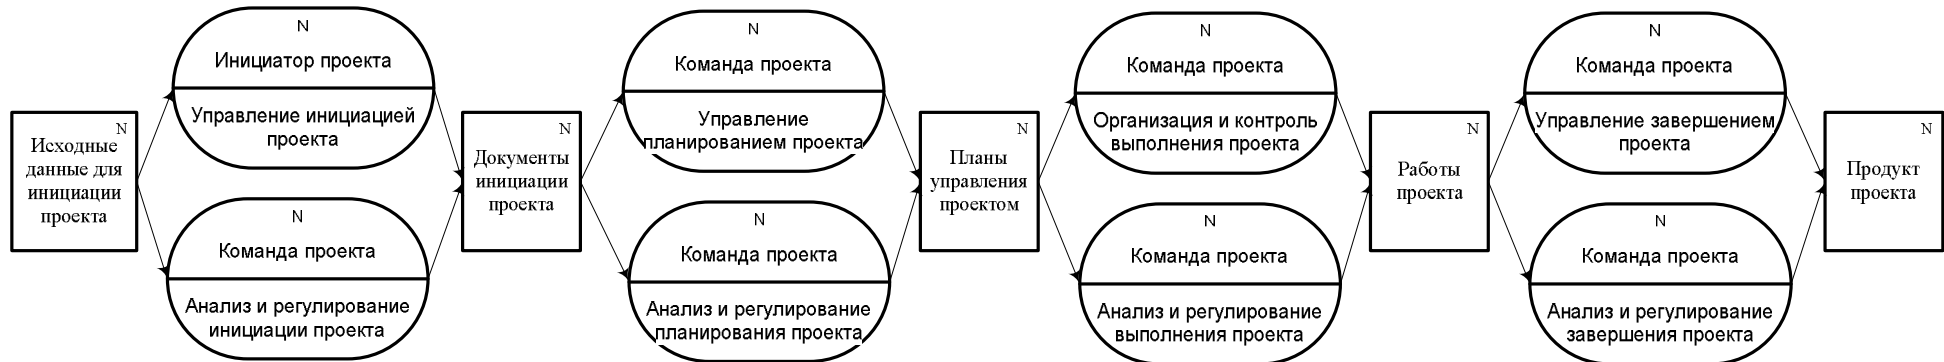 N
Исходные
данные для
инициации
проекта
N
Инициатор проекта
Управление инициацией
проекта
N
Команда проекта
Анализ и регулирование
инициации проекта
N
Документы
инициации
проекта
N
Команда проекта
Управление
планированием проекта
N
Команда проекта
Анализ и регулирование
планирования проекта
N
Планы
управления
проектом
N
Команда проекта
Организация и контроль
выполнения проекта
N
Команда проекта
Анализ и регулирование
выполнения проекта
N
Работы
проекта
N
Команда проекта
Управление завершением
проекта
N
Команда проекта
Анализ и регулирование
завершения проекта
N
Продукт
проекта